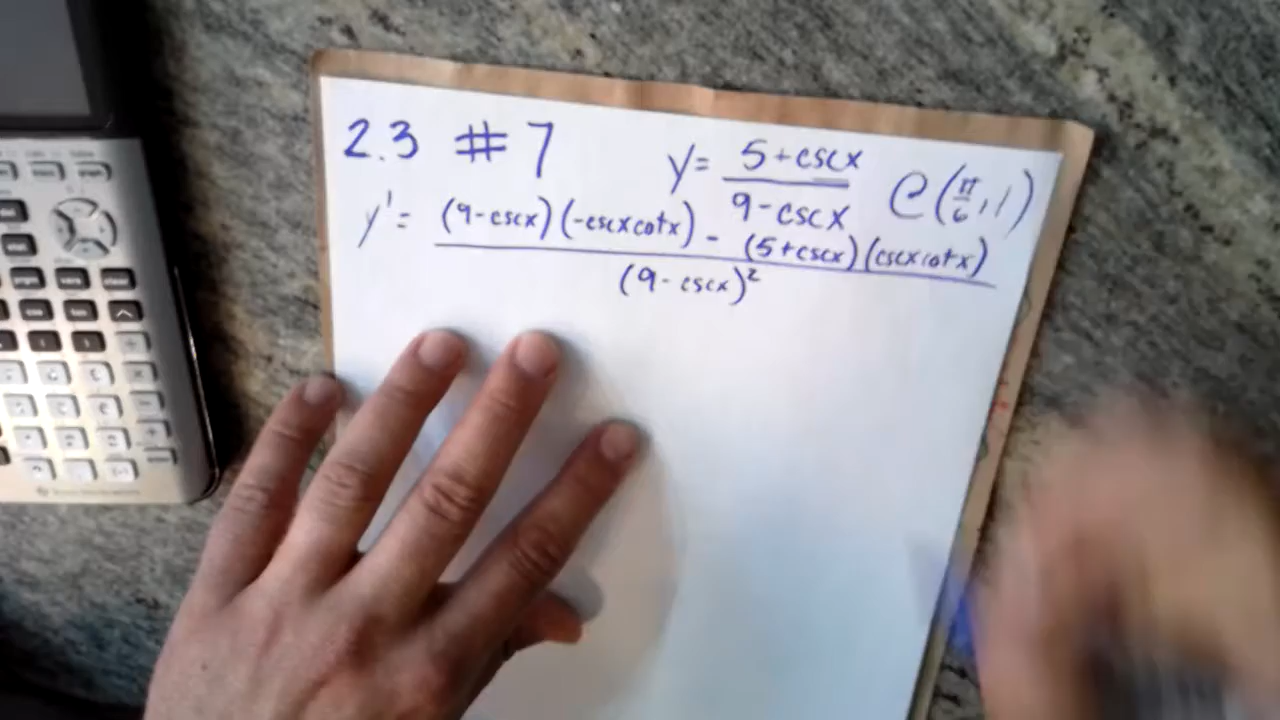 2.3 # 7
y = (5 + cscx)/(9 - cscx) @ (π/6, 1)
y' = ((9 - cscx)(-cscxcotx) - (5 + cscx)(cscxcotx))/(9 - cscx)²